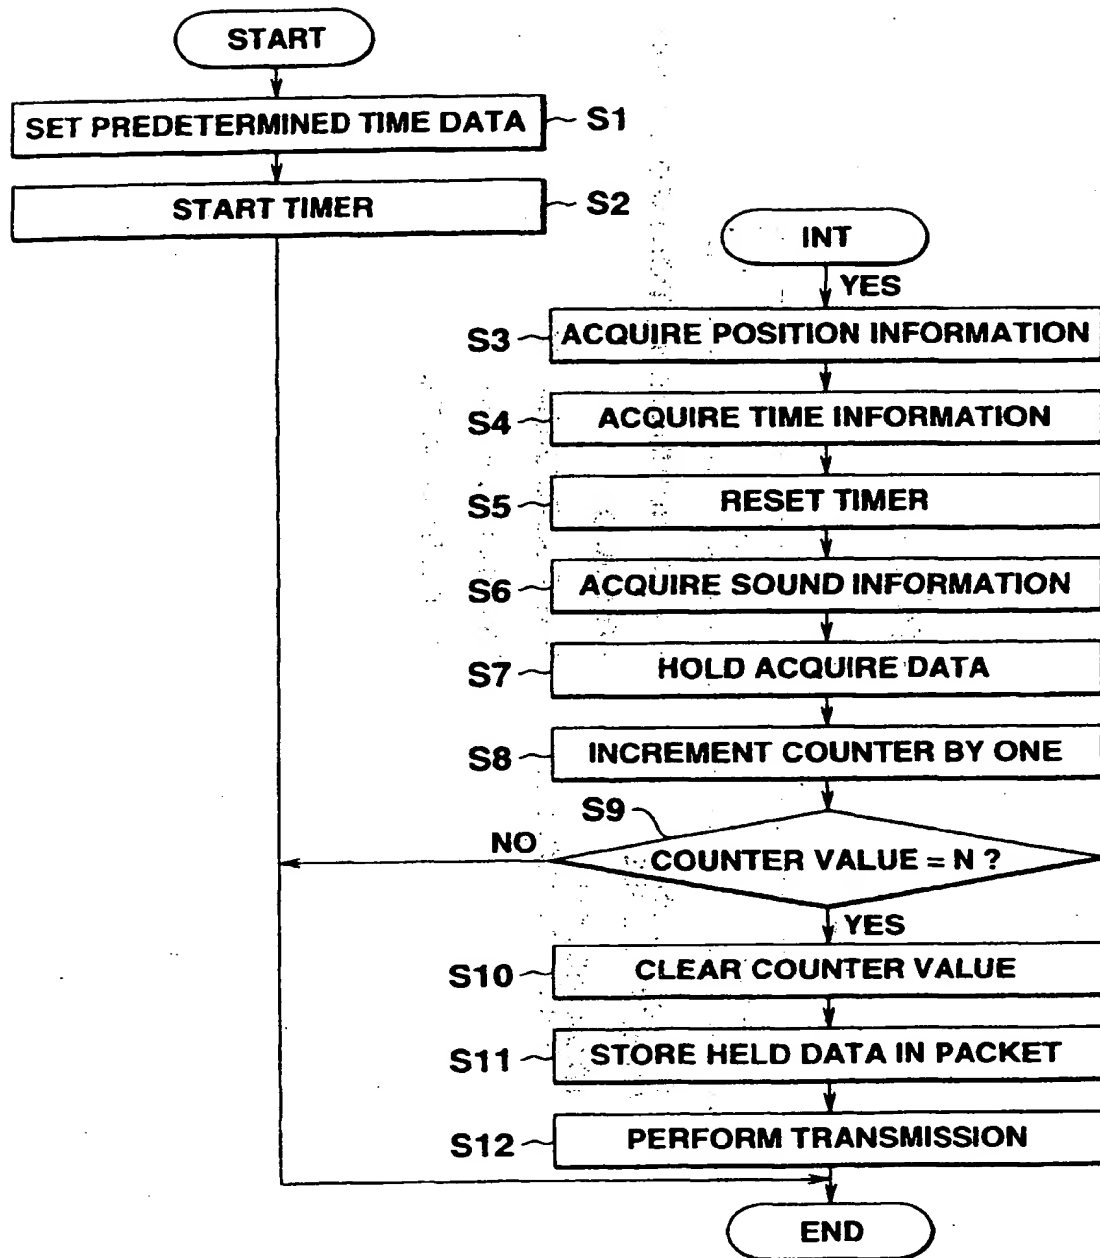 START
SET PREDETERMINED TIME DATA
S1
START TIMER
S2
INT
YES
S3
ACQUIRE POSITION INFORMATION
S4
ACQUIRE TIME INFORMATION
S5
RESET TIMER
S6
ACQUIRE SOUND INFORMATION
S7
HOLD ACQUIRE DATA
S8
INCREMENT COUNTER BY ONE
S9
NO
COUNTER VALUE = N ?
YES
S10
CLEAR COUNTER VALUE
S11
STORE HELD DATA IN PACKET
S12
PERFORM TRANSMISSION
END